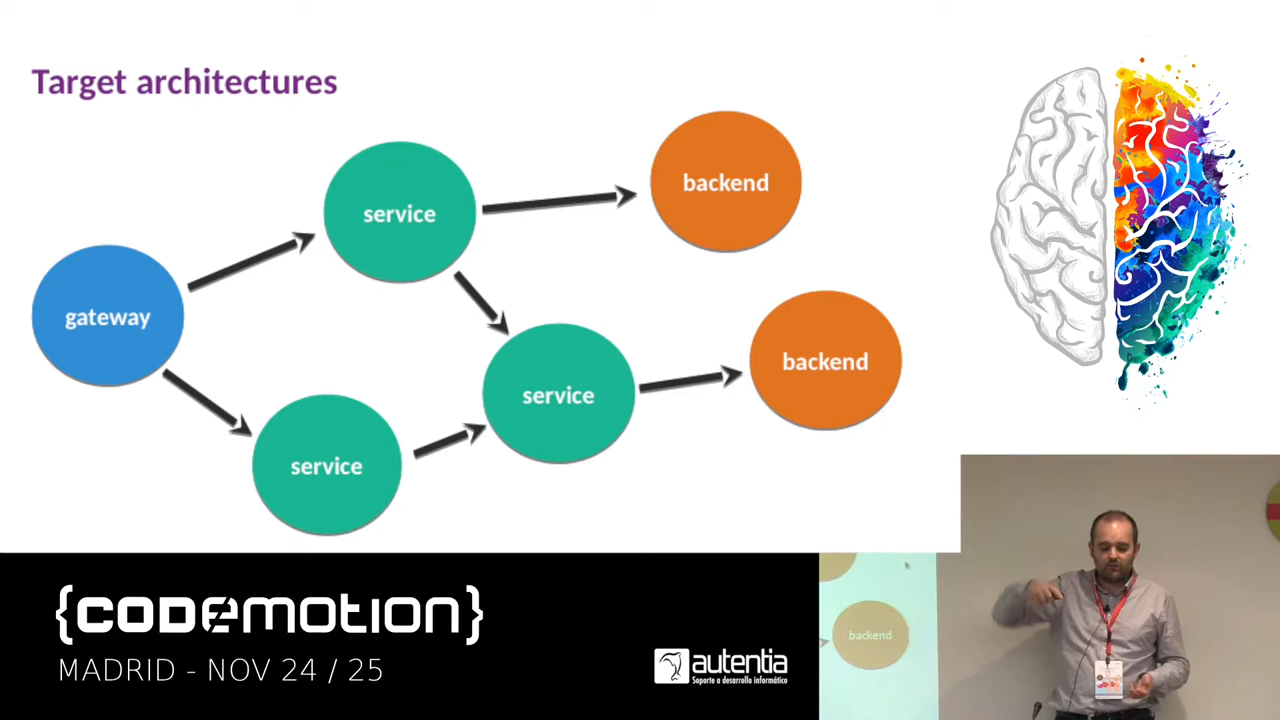 Target architectures
backend
service
gateway
backend
service
service
{CODEMOTION}
MADRID - NOV 24 / 25
autentia
Soporte a desarrollo informático
backend